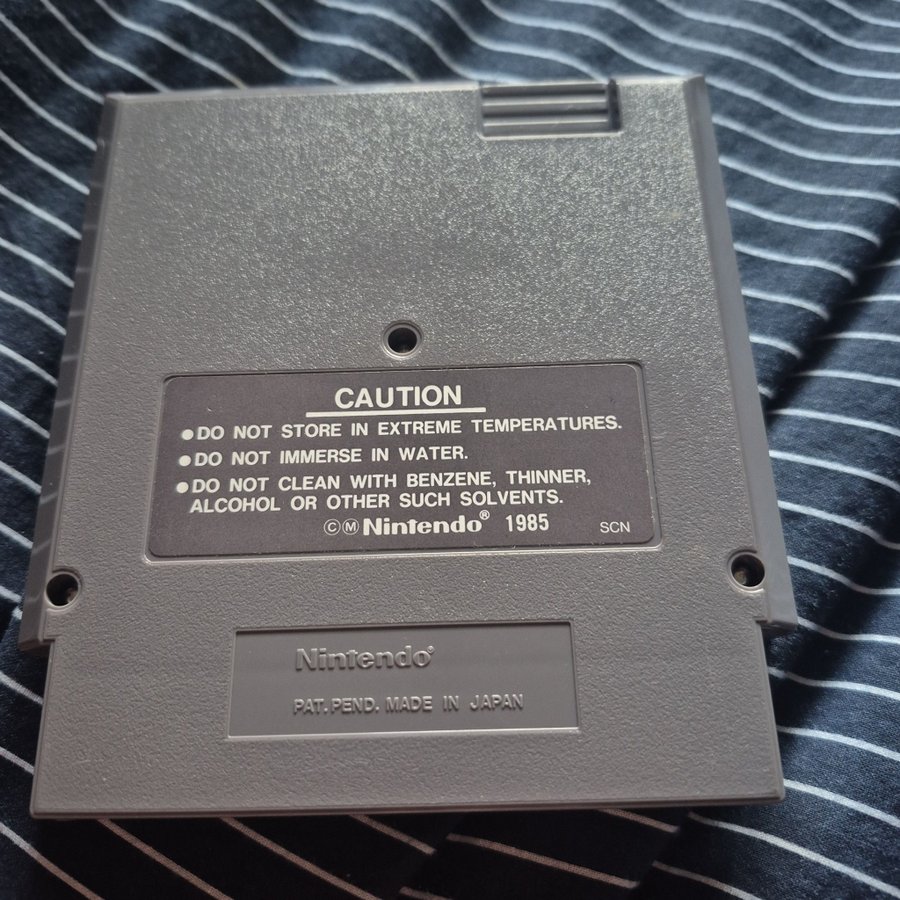 CAUTION
●DO NOT STORE IN EXTREME TEMPERATURES.
●DO NOT IMMERSE IN WATER.
●DO NOT CLEAN WITH BENZENE, THINNER,
ALCOHOL OR OTHER SUCH SOLVENTS.
ⒸⓂNintendo® 1985 SCN
Nintendo®
PAT. PEND. MADE IN JAPAN